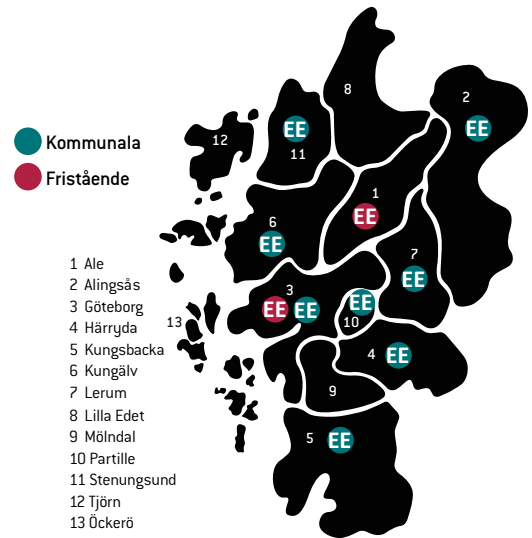 8
2
EE
EE
12
11
Kommunala
Fristående
1
EE
6
EE
7
EE
3
EE
EE
EE
10
13
4
EE
9
5
EE
1 Ale
2 Alingsås
3 Göteborg
4 Härryda
5 Kungsbacka
6 Kungälv
7 Lerum
8 Lilla Edet
9 Mölndal
10 Partille
11 Stenungsund
12 Tjörn
13 Öckerö